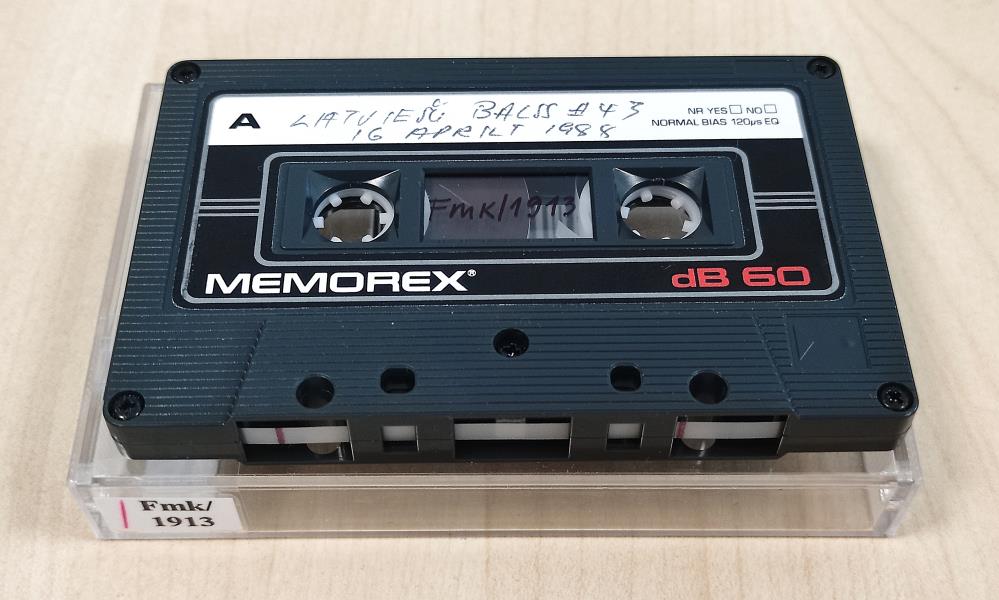 A
LATVIEŠU BALSS #43
16 APRĪLĪ 1988
NR YES NO
NORMAL BIAS 120μs EQ
Fmk/1913
MEMOREX®
dB 60
Fmk/
1913